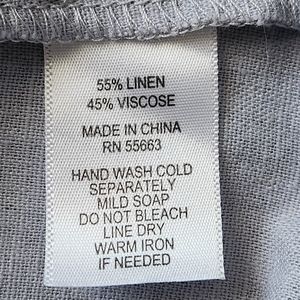 55% LINEN
45% VISCOSE
MADE IN CHINA
RN 55663
HAND WASH COLD
SEPARATELY
MILD SOAP
DO NOT BLEACH
LINE DRY
WARM IRON
IF NEEDED